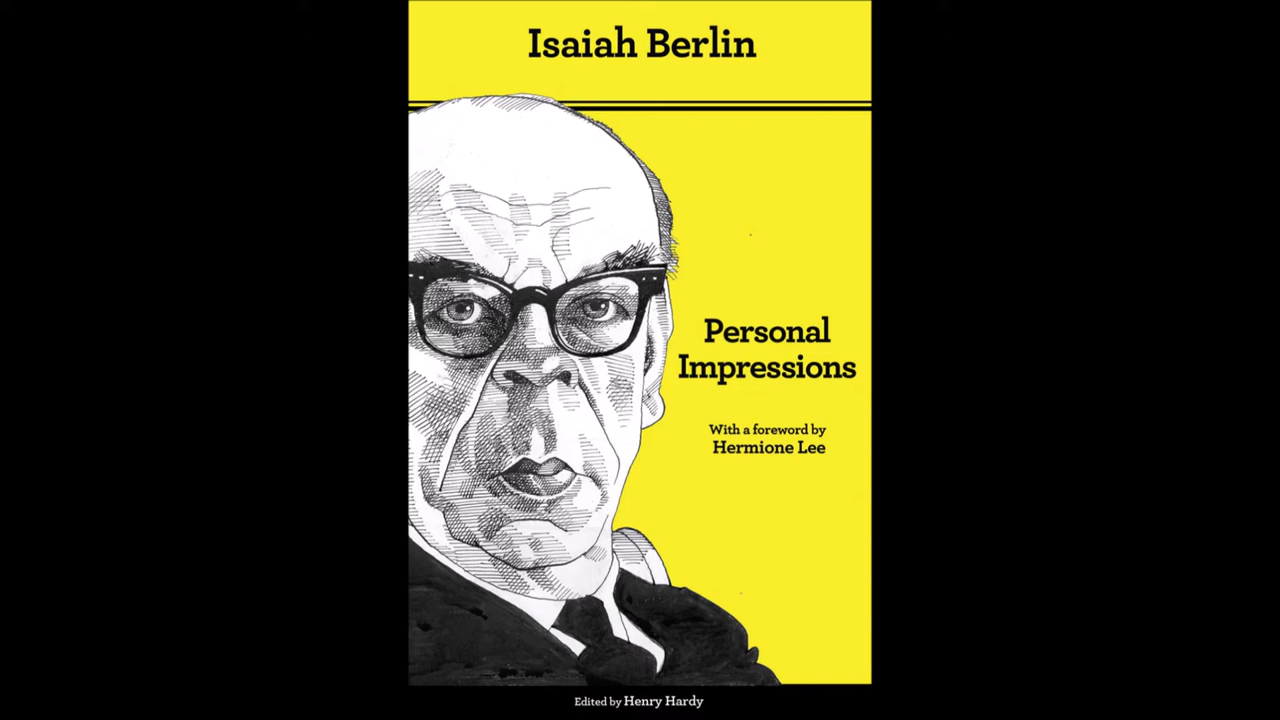 Isaiah Berlin
Personal
Impressions
With a foreword by
Hermione Lee
Edited by Henry Hardy